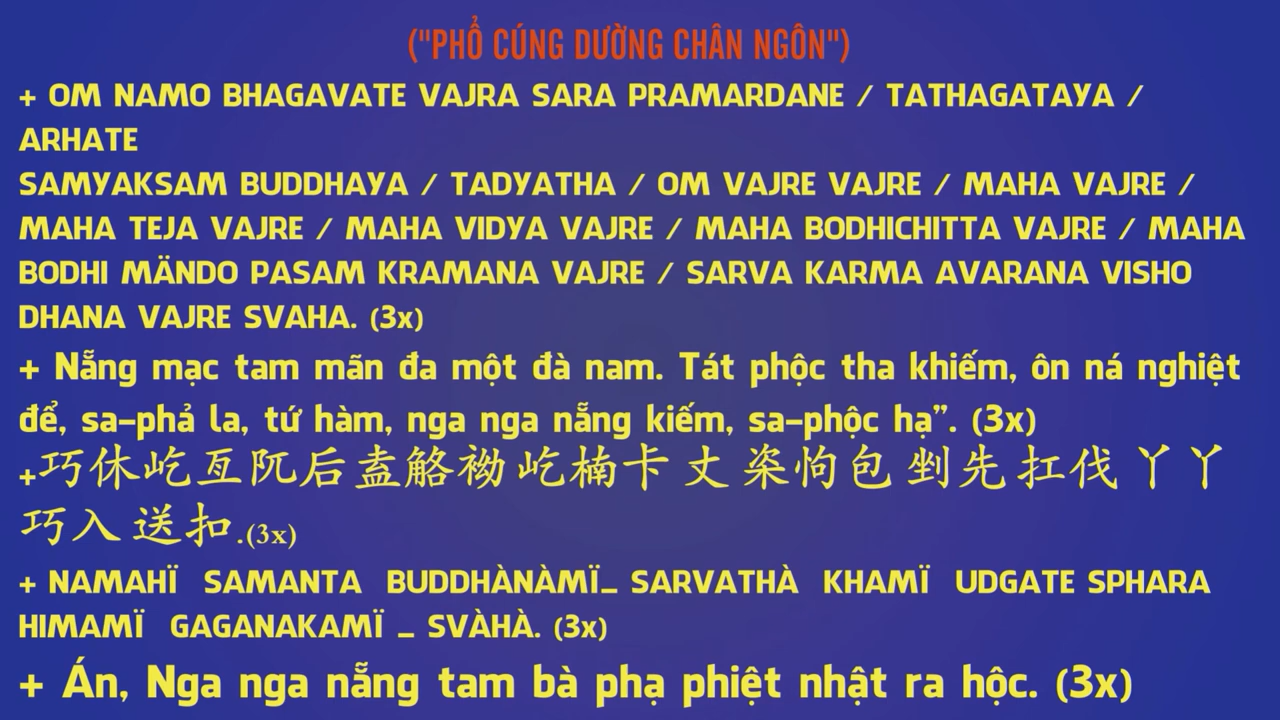 ("PHỔ CÚNG DƯỜNG CHÂN NGÔN")
+ OM NAMO BHAGAVATE VAJRA SARA PRAMARDANE / TATHAGATAYA /
ARHATE
SAMYAKSAM BUDDHAYA / TADYATHA / OM VAJRE VAJRE / MAHA VAJRE /
MAHA TEJA VAJRE / MAHA VIDYA VAJRE / MAHA BODHICHITTA VAJRE / MAHA
BODHI MÄNDO PASAM KRAMANA VAJRE / SARVA KARMA AVARANA VISHO
DHANA VAJRE SVAHA. (3x)
+ Nẵng mạc tam mãn đa một đà nam. Tát phộc tha khiếm, ôn ná nghiệt
để, sa-phả la, tứ hàm, nga nga nẵng kiếm, sa-phộc hạ”. (3x)
+巧休屹亙阢后盍觡袎屹楠卡丈 桼怐包 剉先扛伐丫丫
巧入送扣.(3x)
+ NAMAHÏ SAMANTA BUDDHÀNÀMÏ_ SARVATHÀ KHAMÏ UDGATE SPHARA
HIMAMÏ GAGANAKAMÏ _ SVÀHÀ. (3x)
+ Án, Nga nga nẵng tam bà phạ phiệt nhật ra hộc. (3x)